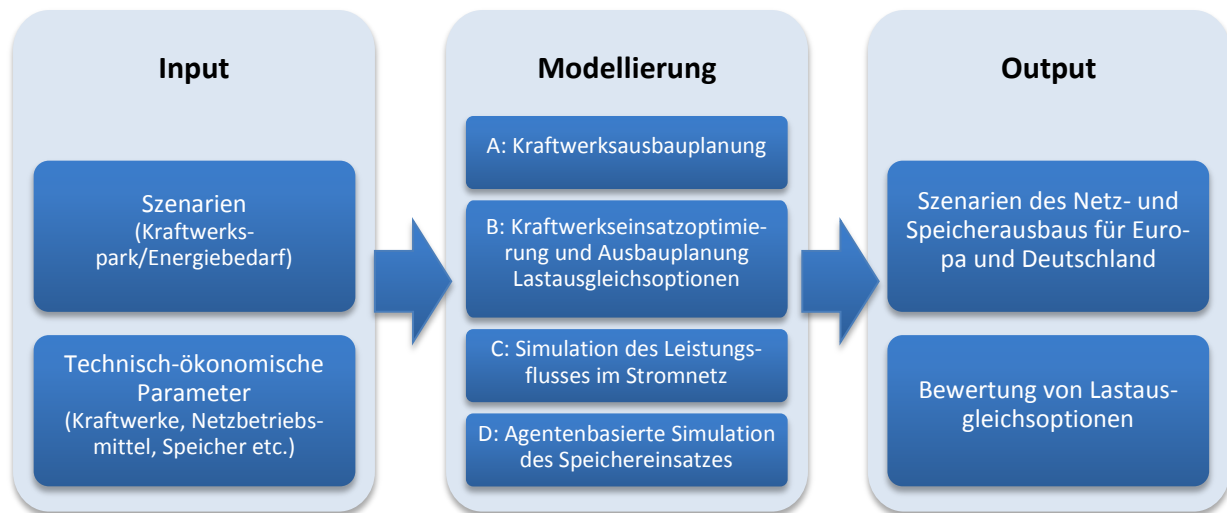 Input
Szenarien
(Kraftwerks-
park/Energiebedarf)
Technisch-ökonomische
Parameter
(Kraftwerke, Netzbetriebs-
mittel, Speicher etc.)
Modellierung
A: Kraftwerksausbauplanung
B: Kraftwerkseinsatzoptimie-
rung und Ausbauplanung
Lastausgleichsoptionen
C: Simulation des Leistungs-
flusses im Stromnetz
D: Agentenbasierte Simulation
des Speichereinsatzes
Output
Szenarien des Netz- und
Speicherausbaus für Euro-
pa und Deutschland
Bewertung von Lastaus-
gleichsoptionen